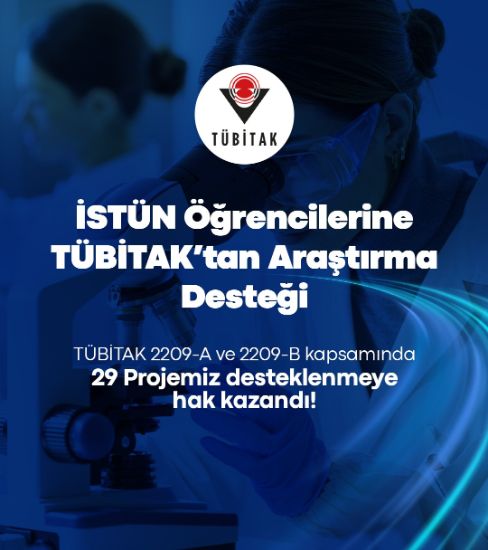 TÜBİTAK
İSTÜN Öğrencilerine
TÜBİTAK'tan Araştırma
Desteği
TÜBİTAK 2209-A ve 2209-B kapsamında
29 Projemiz desteklenmeye
hak kazandı!